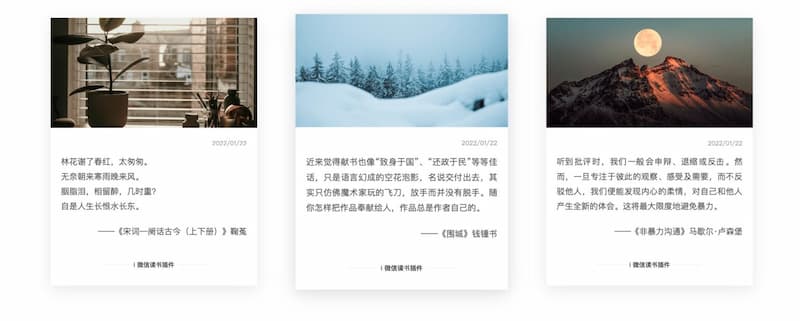 2022/01/23
林花谢了春红，太匆匆。
无奈朝来寒雨晚来风。
胭脂泪，相留醉，几时重？
自是人生长恨水长东。
——《宋词一阕话古今（上下册）》鞠菟
| 微信读书插件
2022/01/22
近来觉得献书也像“致身于国”、“还政于民”等等佳
话，只是语言幻成的空花泡影，名说交付出去，其
实只仿佛魔术家玩的飞刀，放手而并没有脱手。随
你怎样把作品奉献给人，作品总是作者自己的。
——《围城》钱锺书
| 微信读书插件
2022/01/22
听到批评时，我们一般会申辩、退缩或反击。然
而，一旦专注于彼此的观察、感受及需要，而不反
驳他人，我们便能发现内心的柔情，对自己和他人
产生全新的体会。这将最大限度地避免暴力。
——《非暴力沟通》马歇尔·卢森堡
| 微信读书插件